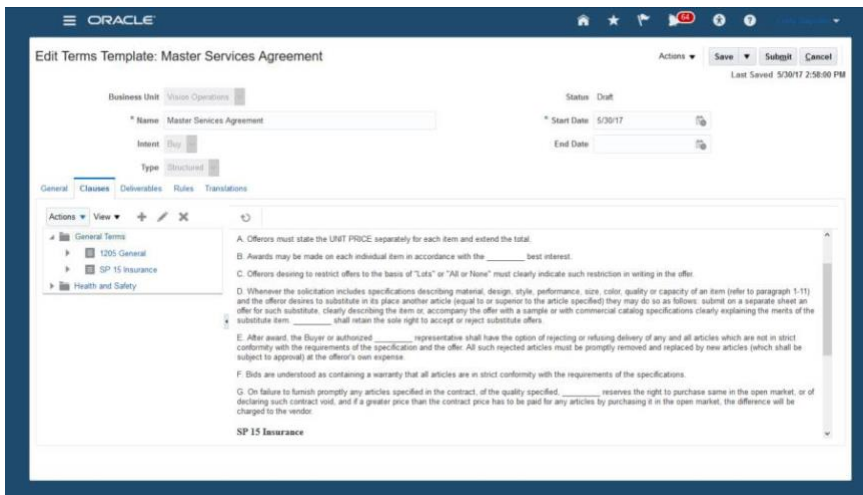 ORACLE
64
Edit Terms Template: Master Services Agreement
Actions Save Submit Cancel
Last Saved 5/30/17 2:58:00 PM
Business Unit Vision Operations
Status Draft
* Name Master Services Agreement
* Start Date 5/30/17
Intent Buy
End Date
Type Structured
General Clauses Deliverables Rules Translations
Actions View
General Terms
1205 General
SP 15 Insurance
Health and Safety
A. Offerors must state the UNIT PRICE separately for each item and extend the total.
B. Awards may be made on each individual item in accordance with the ________ best interest.
C. Offerors desiring to restrict offers to the basis of "Lots" or "All or None" must clearly indicate such restriction in writing in the offer.
D. Whenever the solicitation includes specifications describing material, design, style, performance, size, color, quality or capacity of an item (refer to paragraph 1-11)
and the offeror desires to substitute in its place another article (equal to or superior to the article specified) they may do so as follows: submit on a separate sheet an
offer for such substitute, clearly describing the item or, accompany the offer with a sample or with commercial catalog specifications clearly explaining the merits of the
substitute item. ________ shall retain the sole right to accept or reject substitute offers.
E. After award, the Buyer or authorized ________ representative shall have the option of rejecting or refusing delivery of any and all articles which are not in strict
conformity with the requirements of the specification and the offer. All such rejected articles must be promptly removed and replaced by new articles (which shall be
subject to approval) at the offeror's own expense.
F. Bids are understood as containing a warranty that all articles are in strict conformity with the requirements of the specifications.
G. On failure to furnish promptly any articles specified in the contract, of the quality specified, ________ reserves the right to purchase same in the open market, or of
declaring such contract void, and if a greater price than the contract price has to be paid for any articles by purchasing it in the open market, the difference will be
charged to the vendor.
SP 15 Insurance